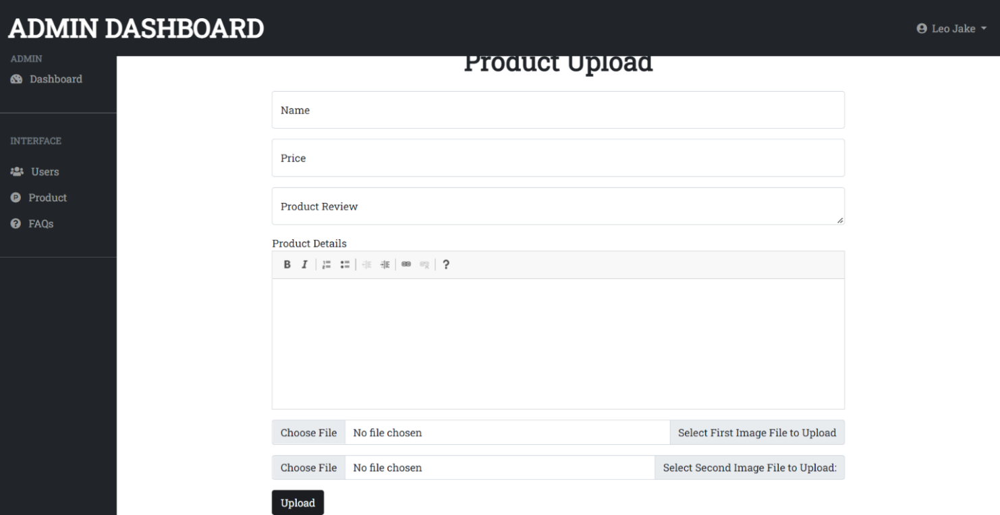 ADMIN DASHBOARD
Leo Jake
ADMIN
Dashboard
INTERFACE
Users
Product
FAQs
Product Upload
Name
Price
Product Review
Product Details
B I ?
Choose File No file chosen Select First Image File to Upload
Choose File No file chosen Select Second Image File to Upload:
Upload